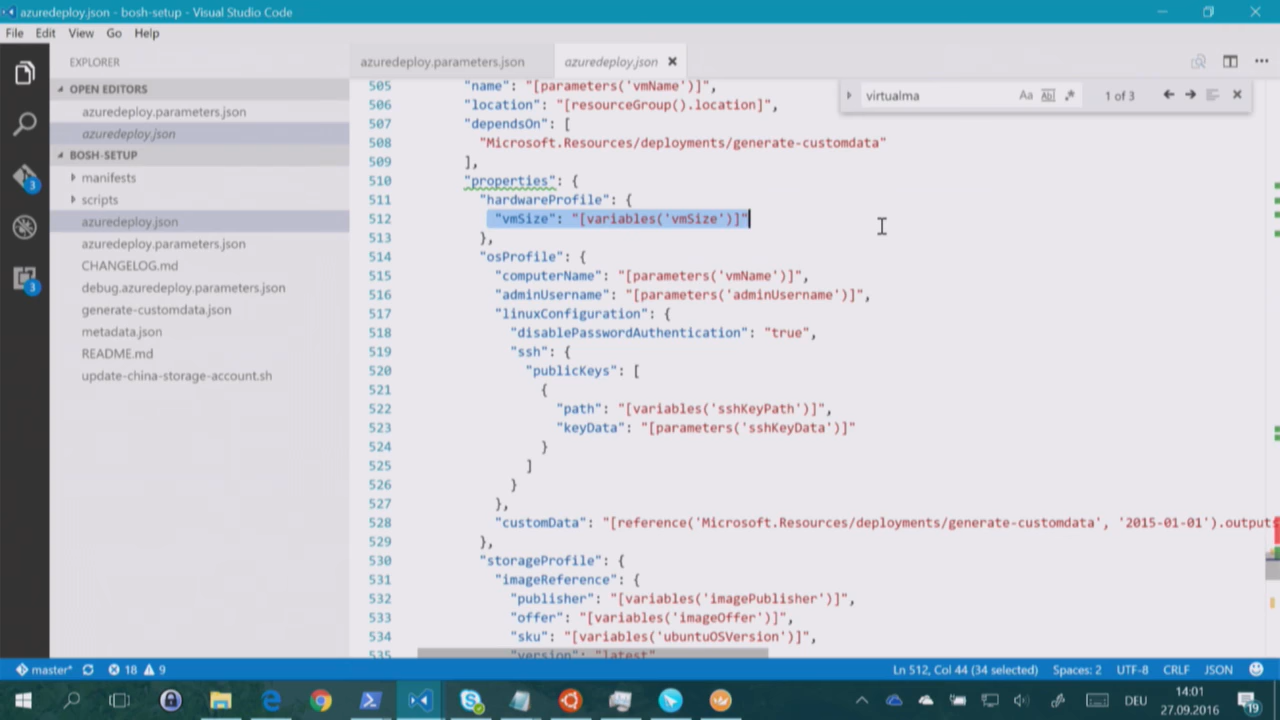 azuredeploy.json - bosh-setup - Visual Studio Code
File Edit View Go Help
EXPLORER
OPEN EDITORS
azuredeploy.parameters.json
azuredeploy.json
BOSH-SETUP
manifests
scripts
azuredeploy.json
azuredeploy.parameters.json
CHANGELOG.md
debug.azuredeploy.parameters.json
generate-customdata.json
metadata.json
README.md
update-china-storage-account.sh
3
3
azuredeploy.parameters.json azuredeploy.json
virtualma Aa Abl .* 1 of 3
505 "name": "[parameters('vmName')]",
506 "location": "[resourceGroup().location]",
507 "dependsOn": [
508 "Microsoft.Resources/deployments/generate-customdata"
509 ],
510 "properties": {
511 "hardwareProfile": {
512 "vmSize": "[variables('vmSize')]"
513 },
514 "osProfile": {
515 "computerName": "[parameters('vmName')]",
516 "adminUsername": "[parameters('adminUsername')]",
517 "linuxConfiguration": {
518 "disablePasswordAuthentication": "true",
519 "ssh": {
520 "publicKeys": [
521 {
522 "path": "[variables('sshKeyPath')]",
523 "keyData": "[parameters('sshKeyData')]"
524 }
525 ]
526 }
527 },
528 "customData": "[reference('Microsoft.Resources/deployments/generate-customdata', '2015-01-01').outputs
529 },
530 "storageProfile": {
531 "imageReference": {
532 "publisher": "[variables('imagePublisher')]",
533 "offer": "[variables('imageOffer')]",
534 "sku": "[variables('ubuntuOSVersion')]",
535 "version": "latest"
master* 18 9 Ln 512, Col 44 (34 selected) Spaces: 2 UTF-8 CRLF JSON
DEU 14:01
27.09.2016
19